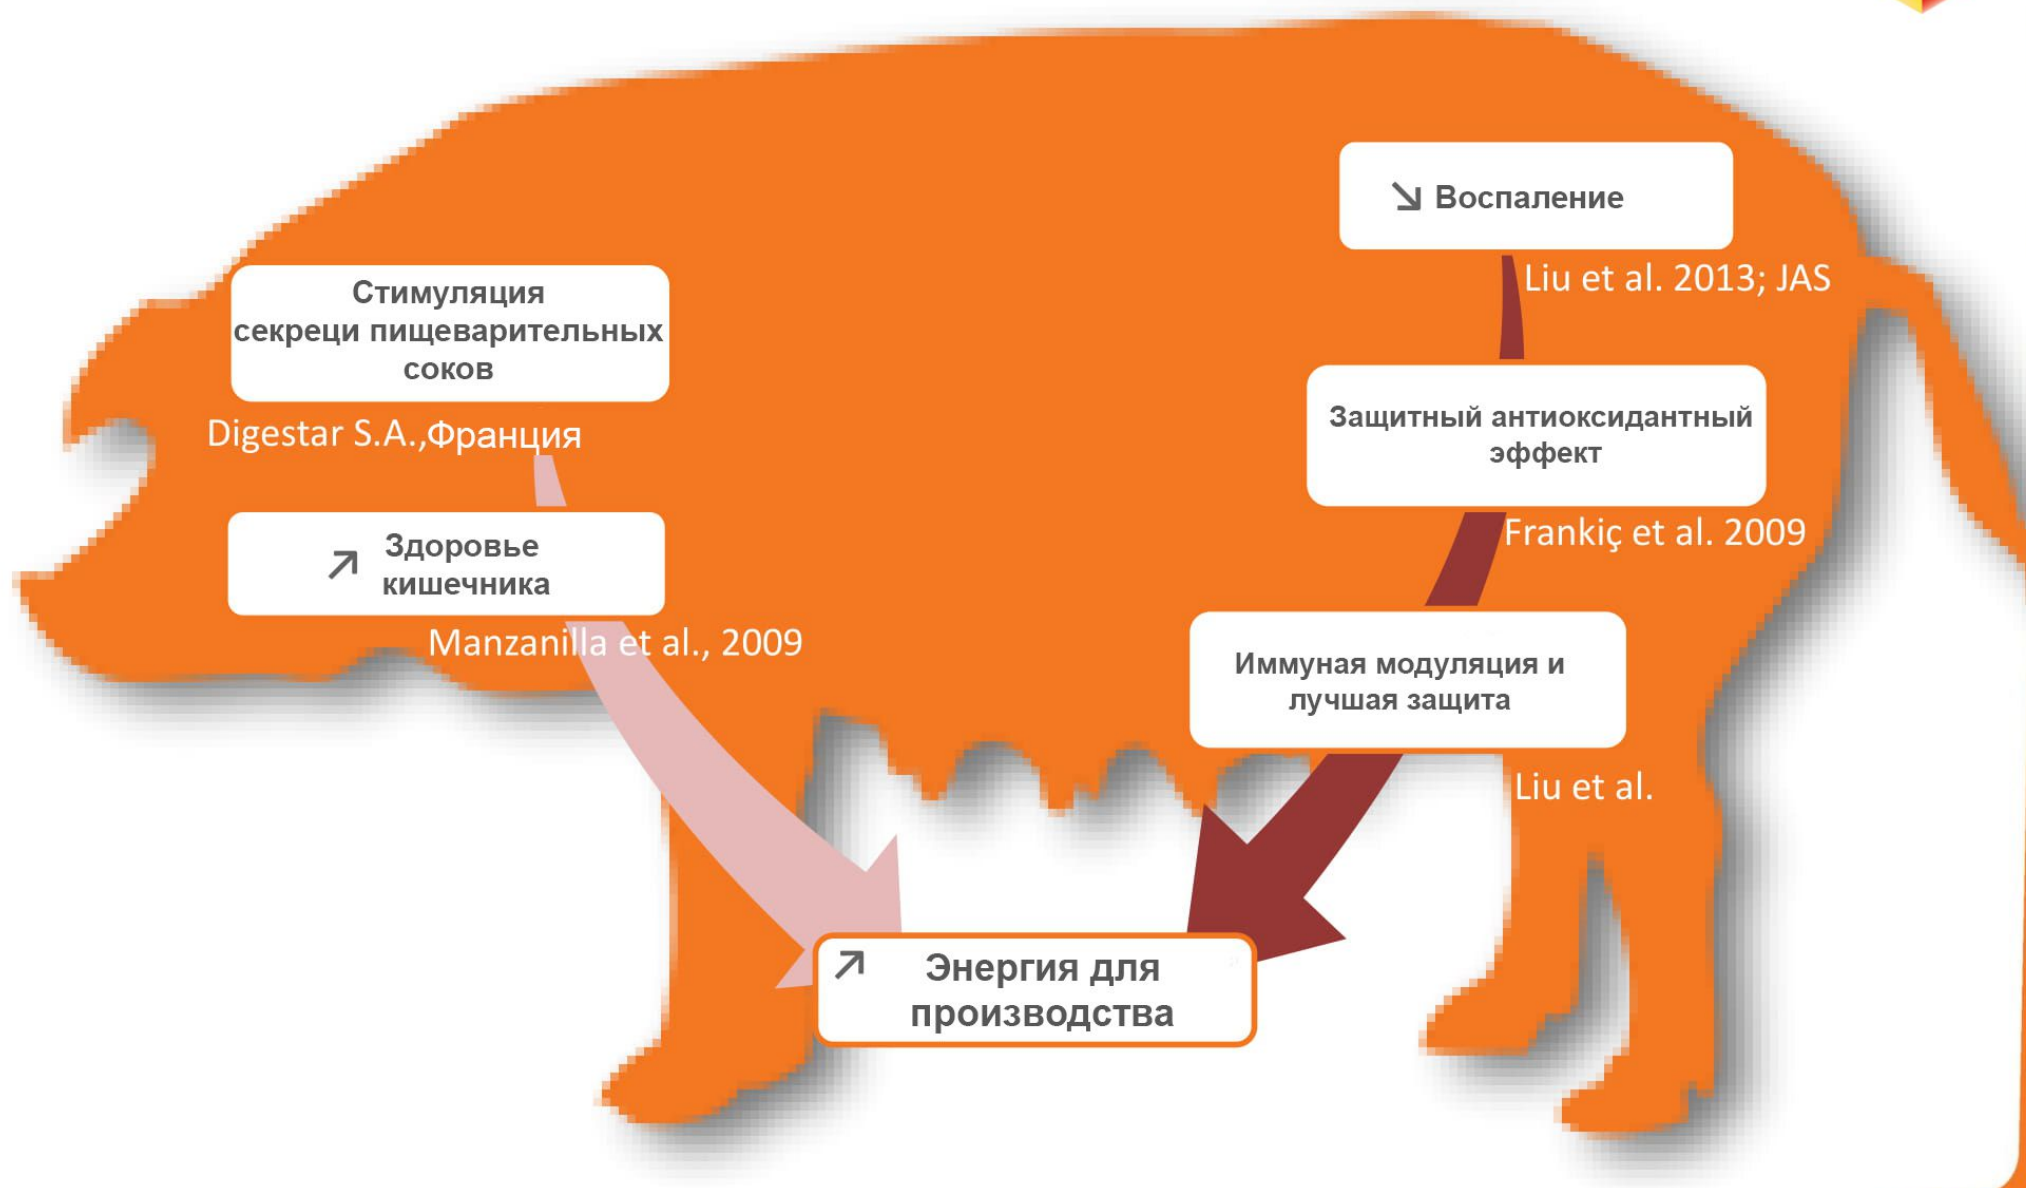 Стимуляция
секреци пищеварительных
соков
Digestar S.A.,Франция
↗ Здоровье
кишечника
Manzanilla et al., 2009
↘ Воспаление
Liu et al. 2013; JAS
Защитный антиоксидантный
эффект
Frankiç et al. 2009
Иммуная модуляция и
лучшая защита
Liu et al.
↗ Энергия для
производства